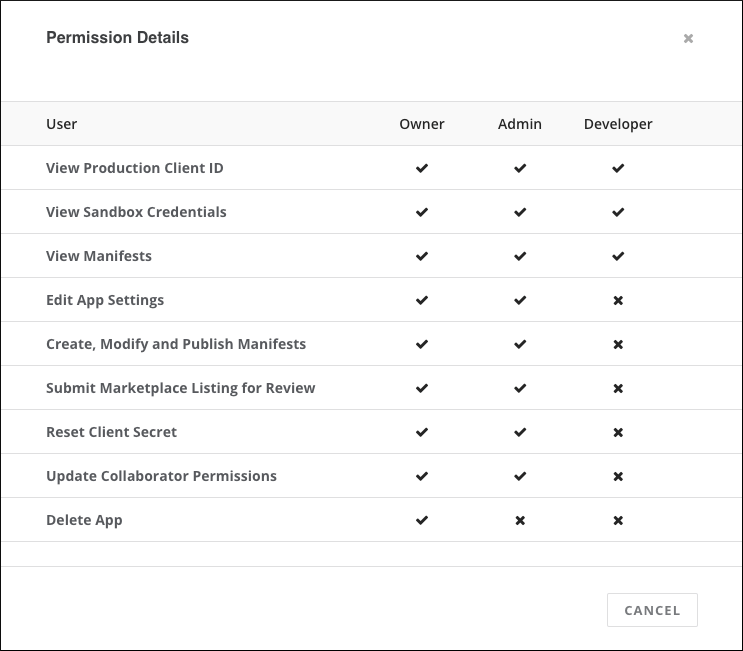 Permission Details
User Owner Admin Developer
View Production Client ID ✔ ✔ ✔
View Sandbox Credentials ✔ ✔ ✔
View Manifests ✔ ✔ ✔
Edit App Settings ✔ ✔ ✖
Create, Modify and Publish Manifests ✔ ✔ ✖
Submit Marketplace Listing for Review ✔ ✔ ✖
Reset Client Secret ✔ ✔ ✖
Update Collaborator Permissions ✔ ✔ ✖
Delete App ✔ ✖ ✖
CANCEL